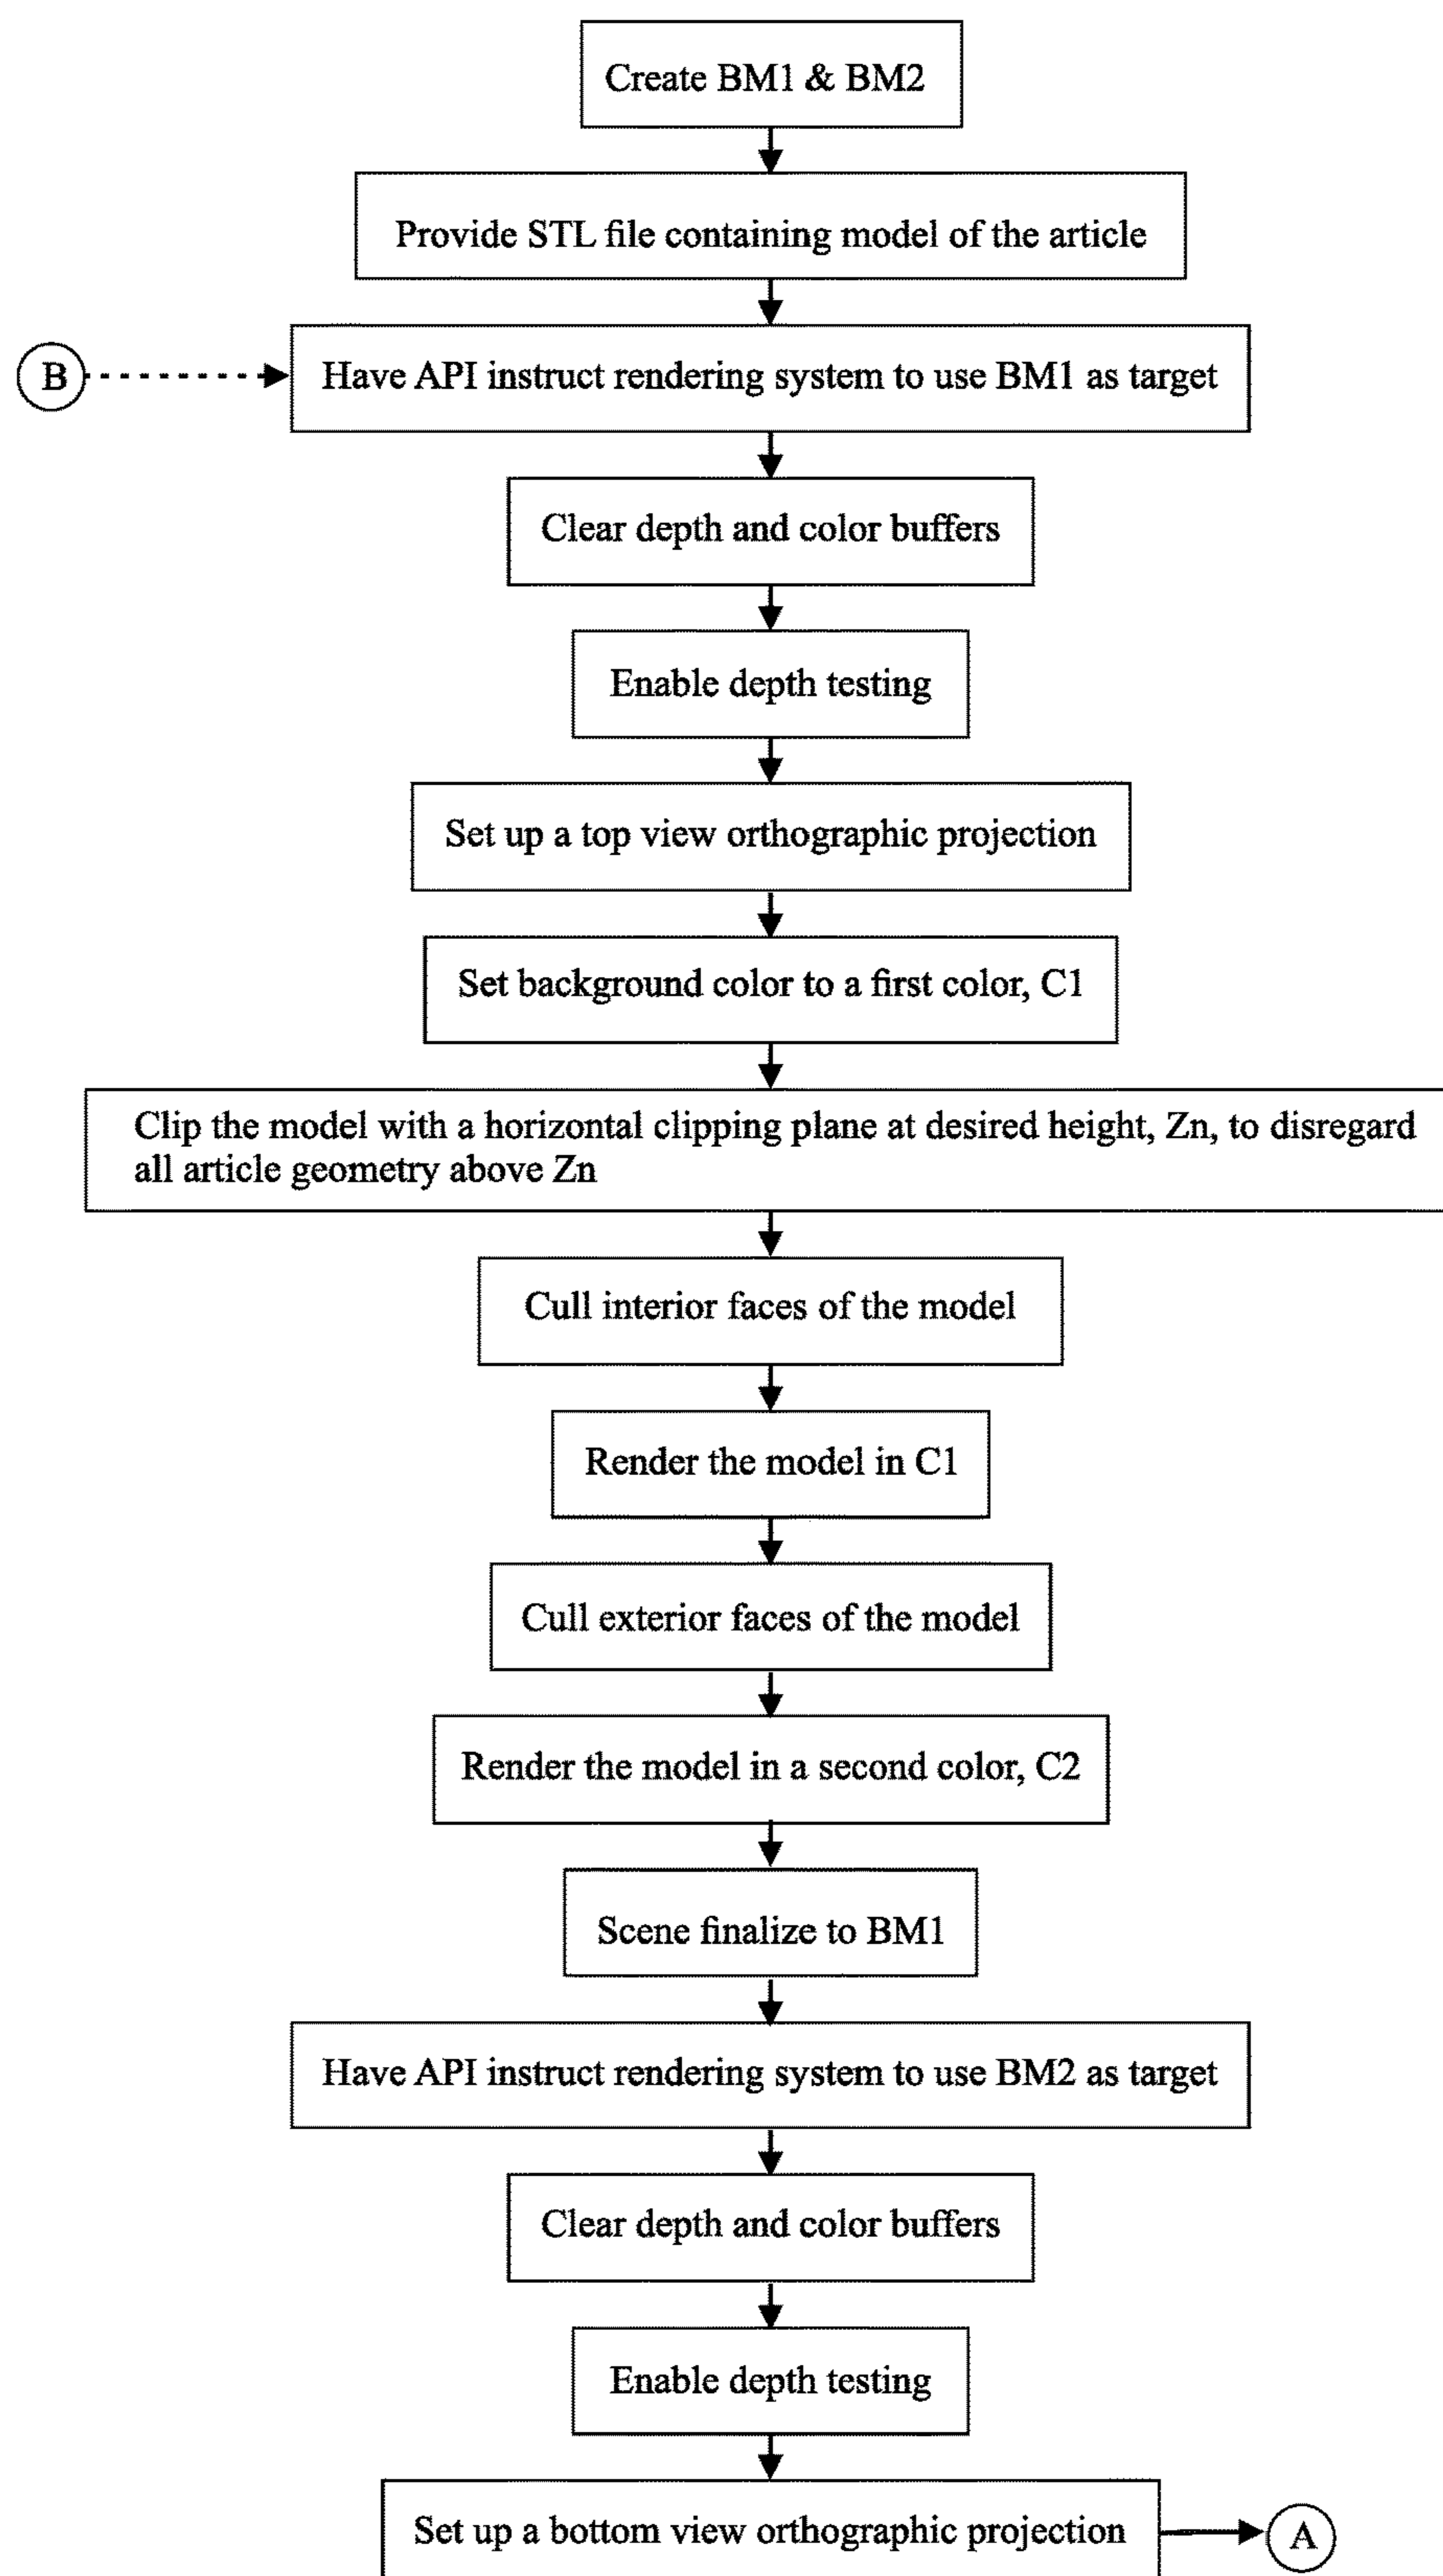 Create BM1 & BM2
Provide STL file containing model of the article
B
Have API instruct rendering system to use BM1 as target
Clear depth and color buffers
Enable depth testing
Set up a top view orthographic projection
Set background color to a first color, C1
Clip the model with a horizontal clipping plane at desired height, Zn, to disregard
all article geometry above Zn
Cull interior faces of the model
Render the model in C1
Cull exterior faces of the model
Render the model in a second color, C2
Scene finalize to BM1
Have API instruct rendering system to use BM2 as target
Clear depth and color buffers
Enable depth testing
Set up a bottom view orthographic projection
A